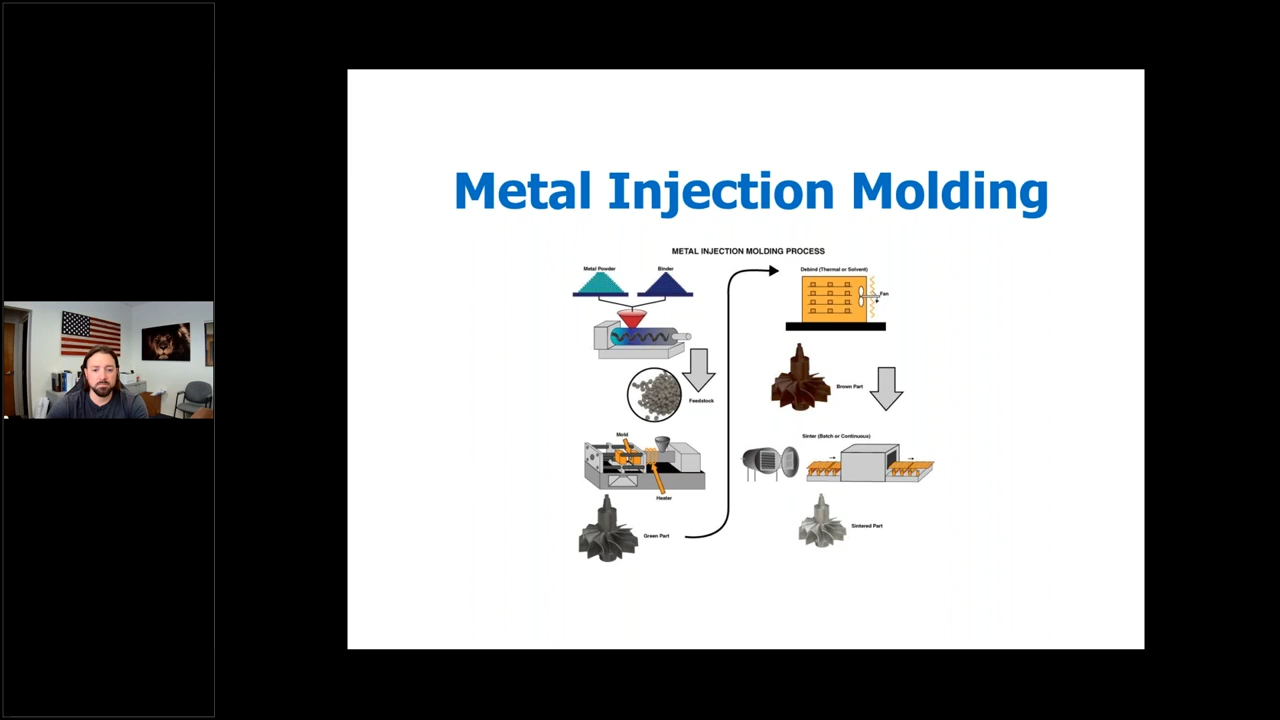 Metal Injection Molding
METAL INJECTION MOLDING PROCESS
Metal Powder
Binder
Feedstock
Mold
Heater
Green Part
Debind (Thermal or Solvent)
Fan
Brown Part
Sinter (Batch or Continuous)
Sintered Part